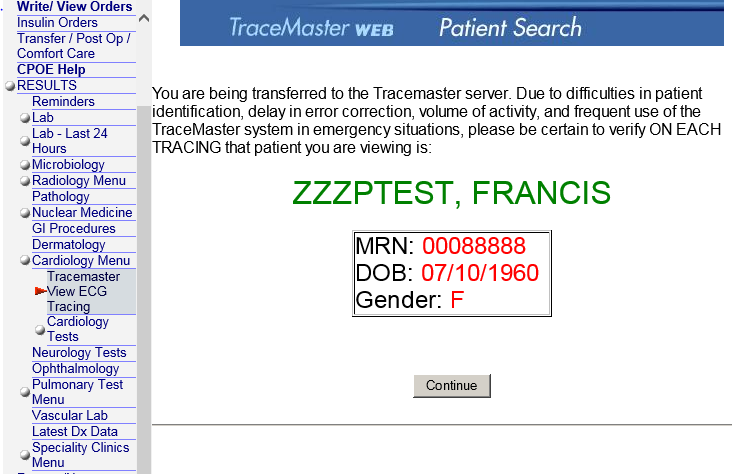 Write/ View Orders
Insulin Orders
Transfer / Post Op /
Comfort Care
CPOE Help
RESULTS
Reminders
Lab
Lab - Last 24
Hours
Microbiology
Radiology Menu
Pathology
Nuclear Medicine
GI Procedures
Dermatology
Cardiology Menu
Tracemaster
View ECG
Tracing
Cardiology
Tests
Neurology Tests
Ophthalmology
Pulmonary Test
Menu
Vascular Lab
Latest Dx Data
Speciality Clinics
Menu
TraceMaster WEB Patient Search
You are being transferred to the Tracemaster server. Due to difficulties in patient
identification, delay in error correction, volume of activity, and frequent use of the
TraceMaster system in emergency situations, please be certain to verify ON EACH
TRACING that patient you are viewing is:
ZZZPTEST, FRANCIS
MRN: 00088888
DOB: 07/10/1960
Gender: F
Continue